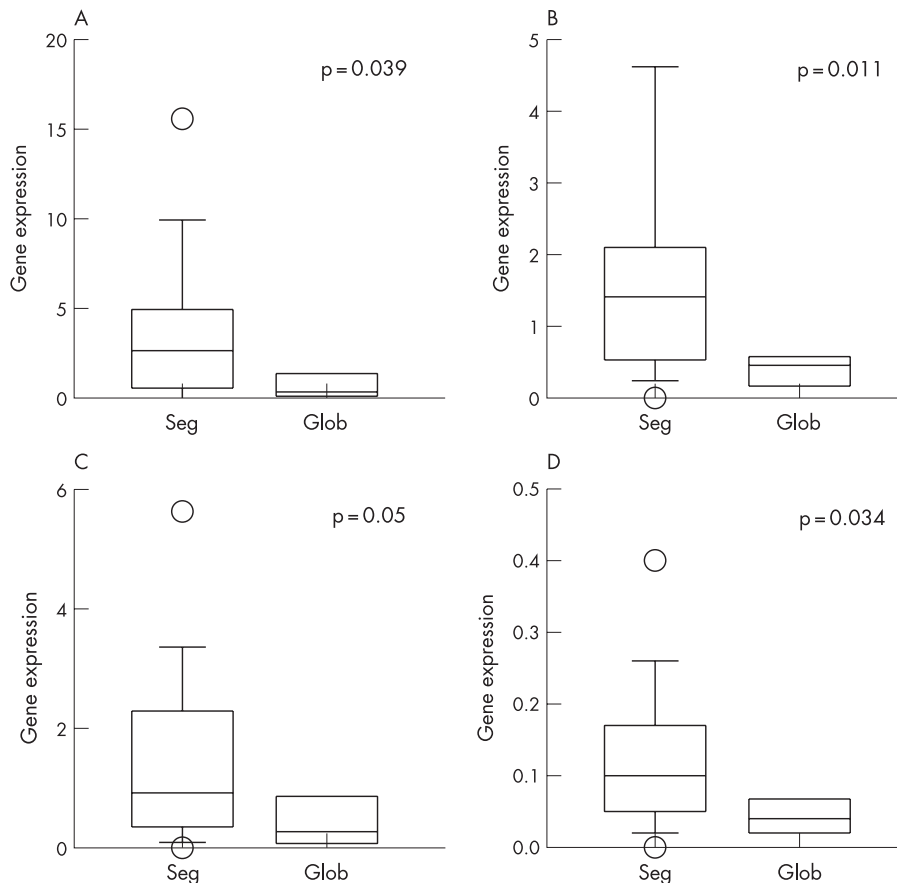 A
20
15
10
5
0
Gene expression
p=0.039
Seg
Glob
B
5
4
3
2
1
0
Gene expression
p=0.011
Seg
Glob
C
6
4
2
0
Gene expression
p=0.05
Seg
Glob
D
0.5
0.4
0.3
0.2
0.1
0.0
Gene expression
p=0.034
Seg
Glob